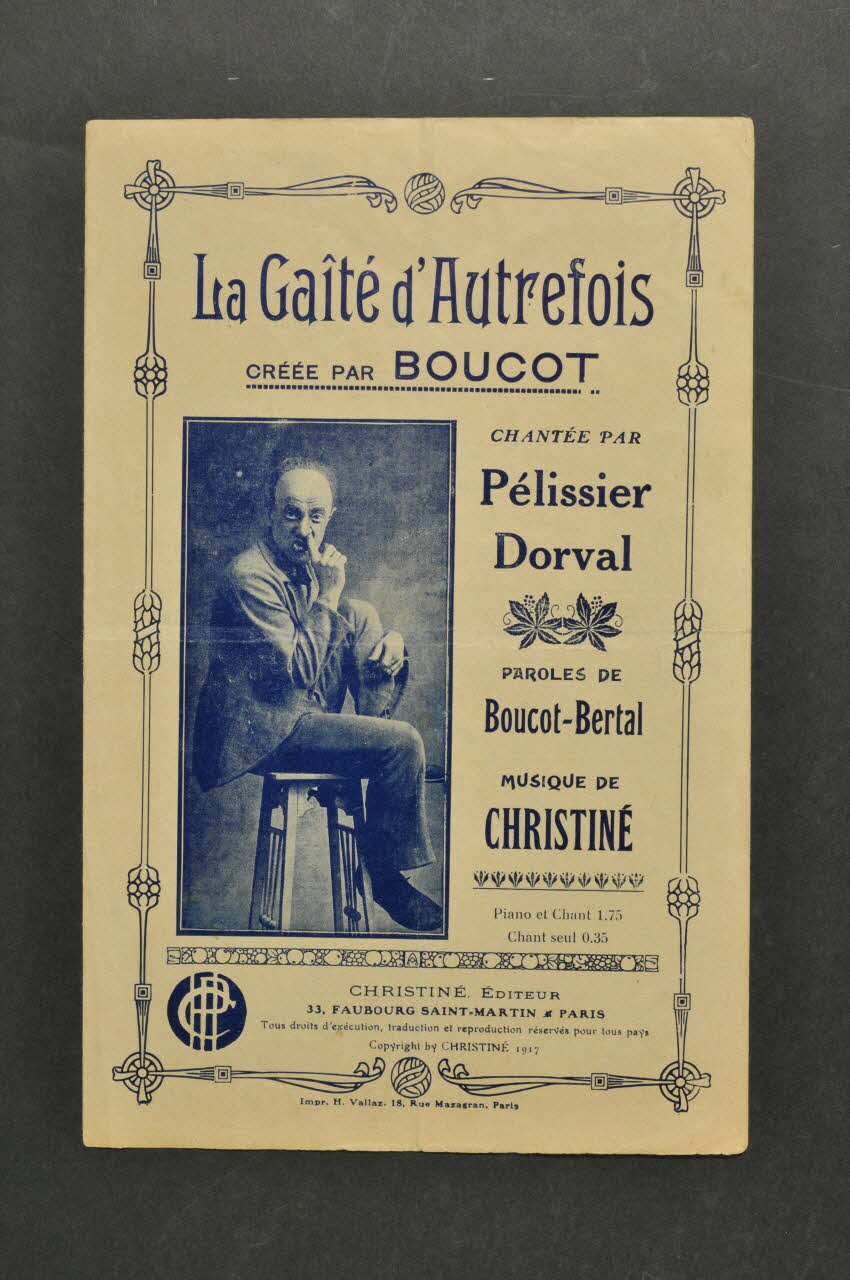 La Gaîté d'Autrefois
CRÉÉE PAR BOUCOT
CHANTÉE PAR
Pélissier
Dorval
PAROLES DE
Boucot-Bertal
MUSIQUE DE
CHRISTINÉ
Piano et Chant 1.75
Chant seul 0.35
CHRISTINÉ, ÉDITEUR
33, FAUBOURG SAINT-MARTIN PARIS
Tous droits d'exécution, traduction et reproduction réservés pour tous pays
Copyright by CHRISTINÉ 1917
Impr. H. Vallaz. 18, Rue Mazagran, Paris